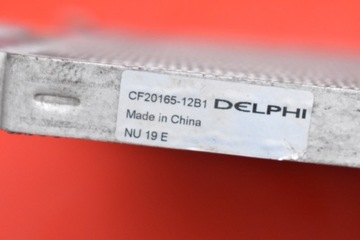 CF20165-12B1 DELPHI
Made in China
NU 19 E